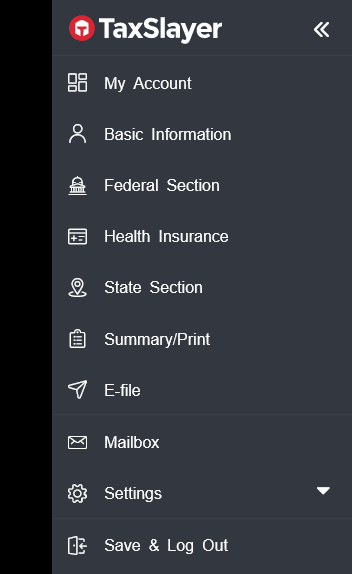 TaxSlayer
My Account
Basic Information
Federal Section
Health Insurance
State Section
Summary/Print
E-file
Mailbox
Settings
Save & Log Out